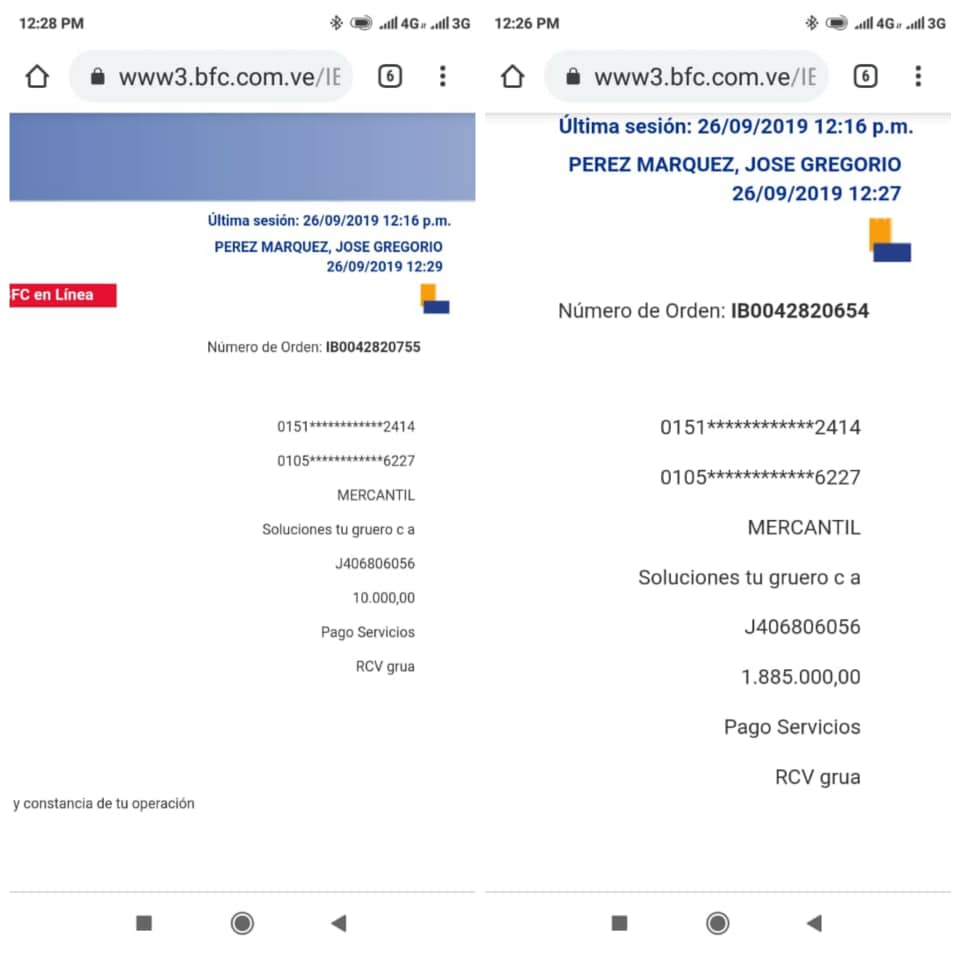 12:28 PM 4G 3G
www3.bfc.com.ve/IE 6
Última sesión: 26/09/2019 12:16 p.m.
PEREZ MARQUEZ, JOSE GREGORIO
26/09/2019 12:29
FC en Línea
Número de Orden: IB0042820755
0151************2414
0105************6227
MERCANTIL
Soluciones tu gruero c a
J406806056
10.000,00
Pago Servicios
RCV grua
y constancia de tu operación
12:26 PM 4G 3G
www3.bfc.com.ve/IE 6
Última sesión: 26/09/2019 12:16 p.m.
PEREZ MARQUEZ, JOSE GREGORIO
26/09/2019 12:27
Número de Orden: IB0042820654
0151************2414
0105************6227
MERCANTIL
Soluciones tu gruero c a
J406806056
1.885.000,00
Pago Servicios
RCV grua